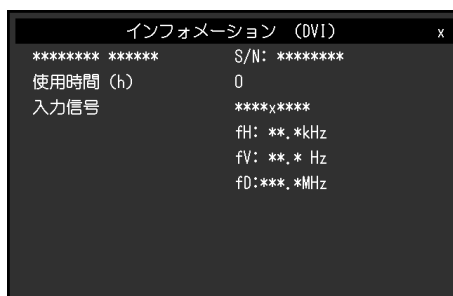 インフォメーション (DVI) x
******** ****** S/N: ********
使用時間 (h) 0
入力信号 ****x****
fH: **.*kHz
fV: **.* Hz
fD:***.*MHz